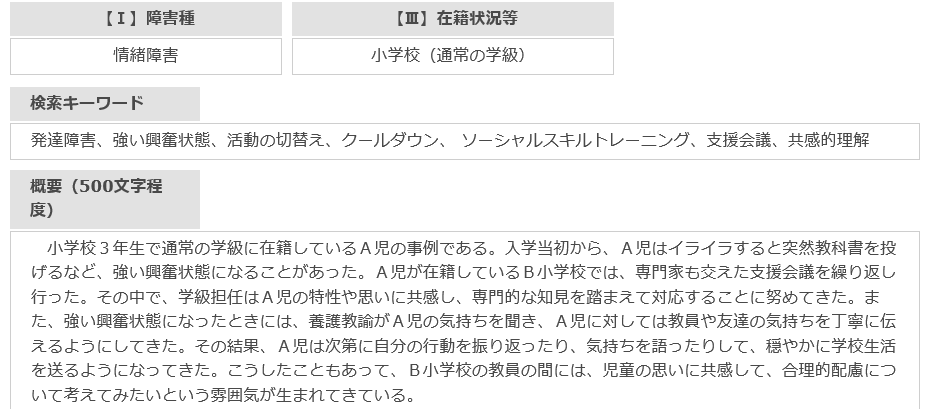 【Ⅰ】障害種
【Ⅲ】在籍状況等
情緒障害
小学校（通常の学級）
検索キーワード
発達障害、強い興奮状態、活動の切替え、クールダウン、 ソーシャルスキルトレーニング、支援会議、共感的理解
概要（500文字程
度）
　小学校３年生で通常の学級に在籍しているＡ児の事例である。入学当初から、Ａ児はイライラすると突然教科書を投
げるなど、強い興奮状態になることがあった。Ａ児が在籍しているＢ小学校では、専門家も交えた支援会議を繰り返し
行った。その中で、学級担任はＡ児の特性や思いに共感し、専門的な知見を踏まえて対応することに努めてきた。ま
た、強い興奮状態になったときには、養護教諭がＡ児の気持ちを聞き、Ａ児に対しては教員や友達の気持ちを丁寧に伝
えるようにしてきた。その結果、Ａ児は次第に自分の行動を振り返ったり、気持ちを語ったりして、穏やかに学校生活
を送るようになってきた。こうしたこともあって、Ｂ小学校の教員の間には、児童の思いに共感して、合理的配慮につ
いて考えてみたいという雰囲気が生まれてきている。